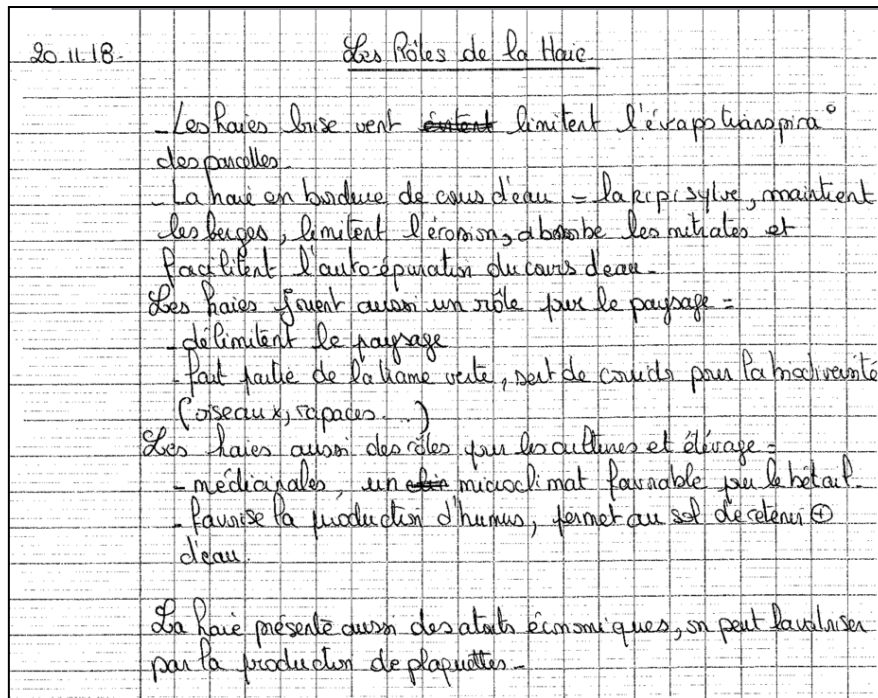 20.11.18. Les Rôles de la Haie.
- Les haies brise vent limitent l'évapotranspira°
des parcelles.
- La haie en bordure de cours d'eau = la ripisylve, maintient
les berges, limitent l'érosion, absorbe les nitrates et
facilitent l'auto-épuration du cours d'eau.
Les haies jouent aussi un rôle pour le paysage =
- délimitent le paysage
- fait partie de la trame verte, sert de corridor pour la biodiversité
(oiseaux, rapaces...)
Les haies aussi des rôles pour les cultures et élevage =
- médicinales, un microclimat favorable pour le bétail.
- favorise la production d'humus, permet au sol de retenir ⊕
d'eau.
La haie présente aussi des atouts économiques, on peut la valoriser
par la production de plaquettes -